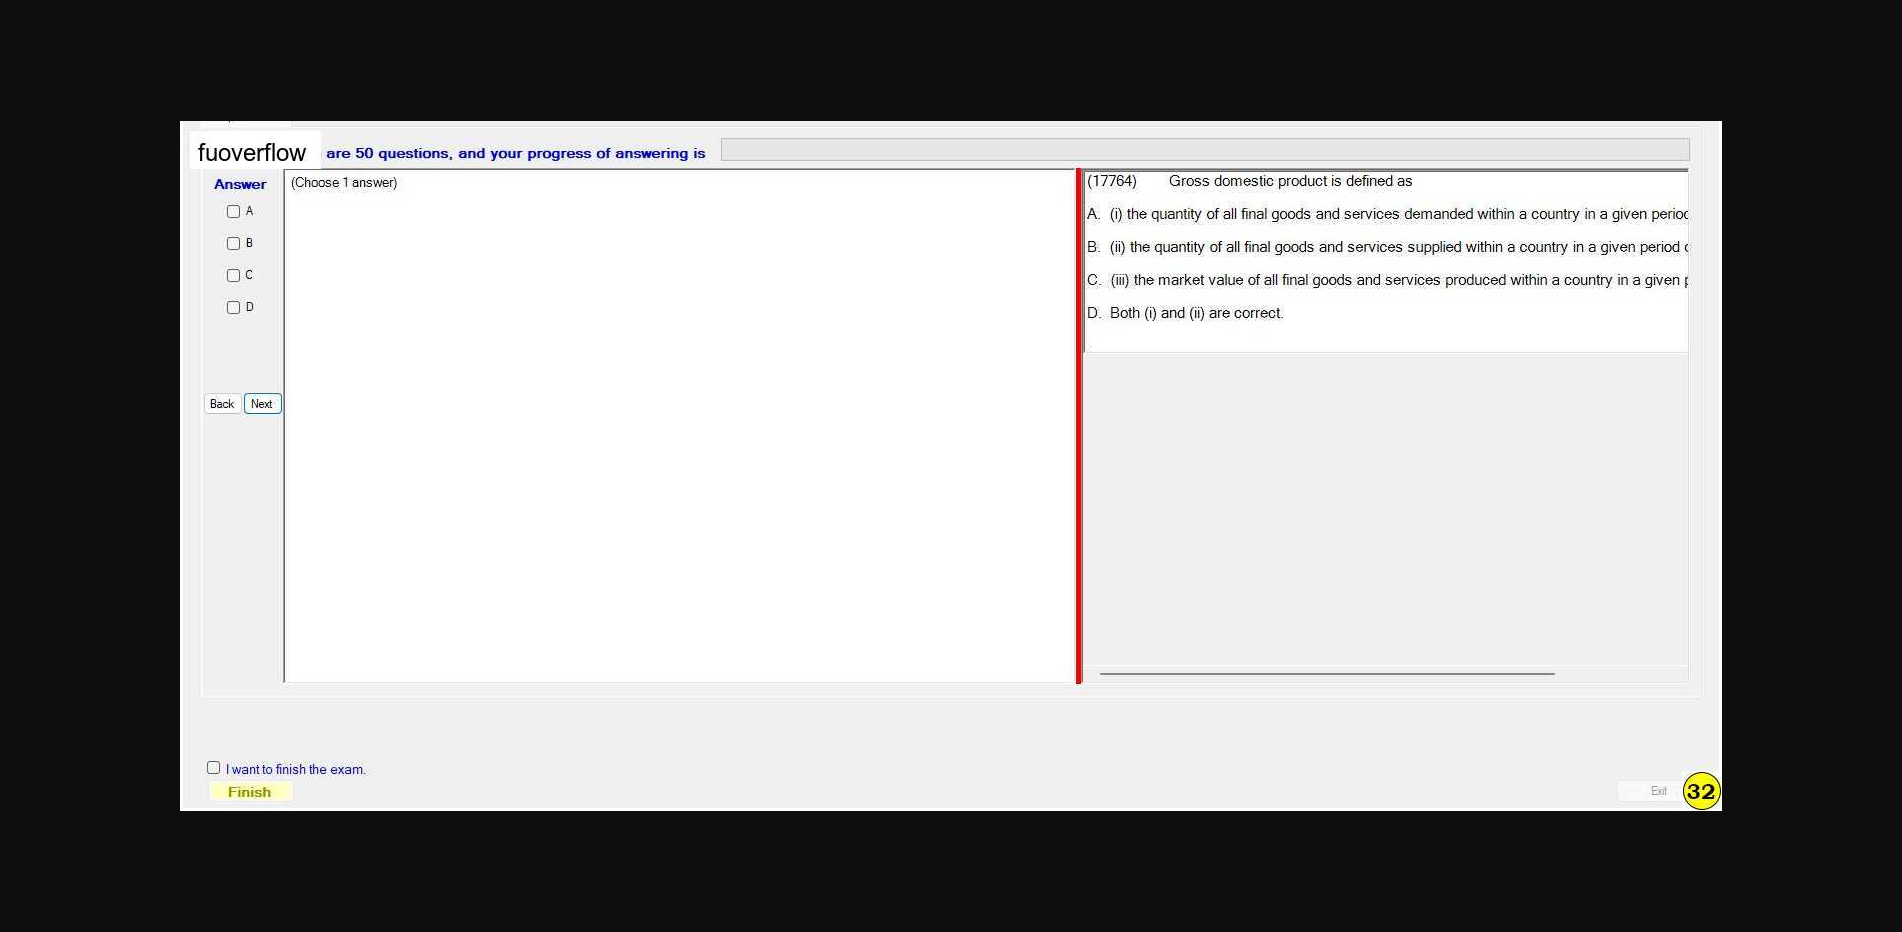 fuoverflow are 50 questions, and your progress of answering is
Answer
(Choose 1 answer)
A
B
C
D
Back Next
(17764) Gross domestic product is defined as
A. (i) the quantity of all final goods and services demanded within a country in a given
B. (ii) the quantity of all final goods and services supplied within a country in a given period
C. (iii) the market value of all final goods and services produced within a country in a given
D. Both (i) and (ii) are correct.
I want to finish the exam.
Finish
Exit
32